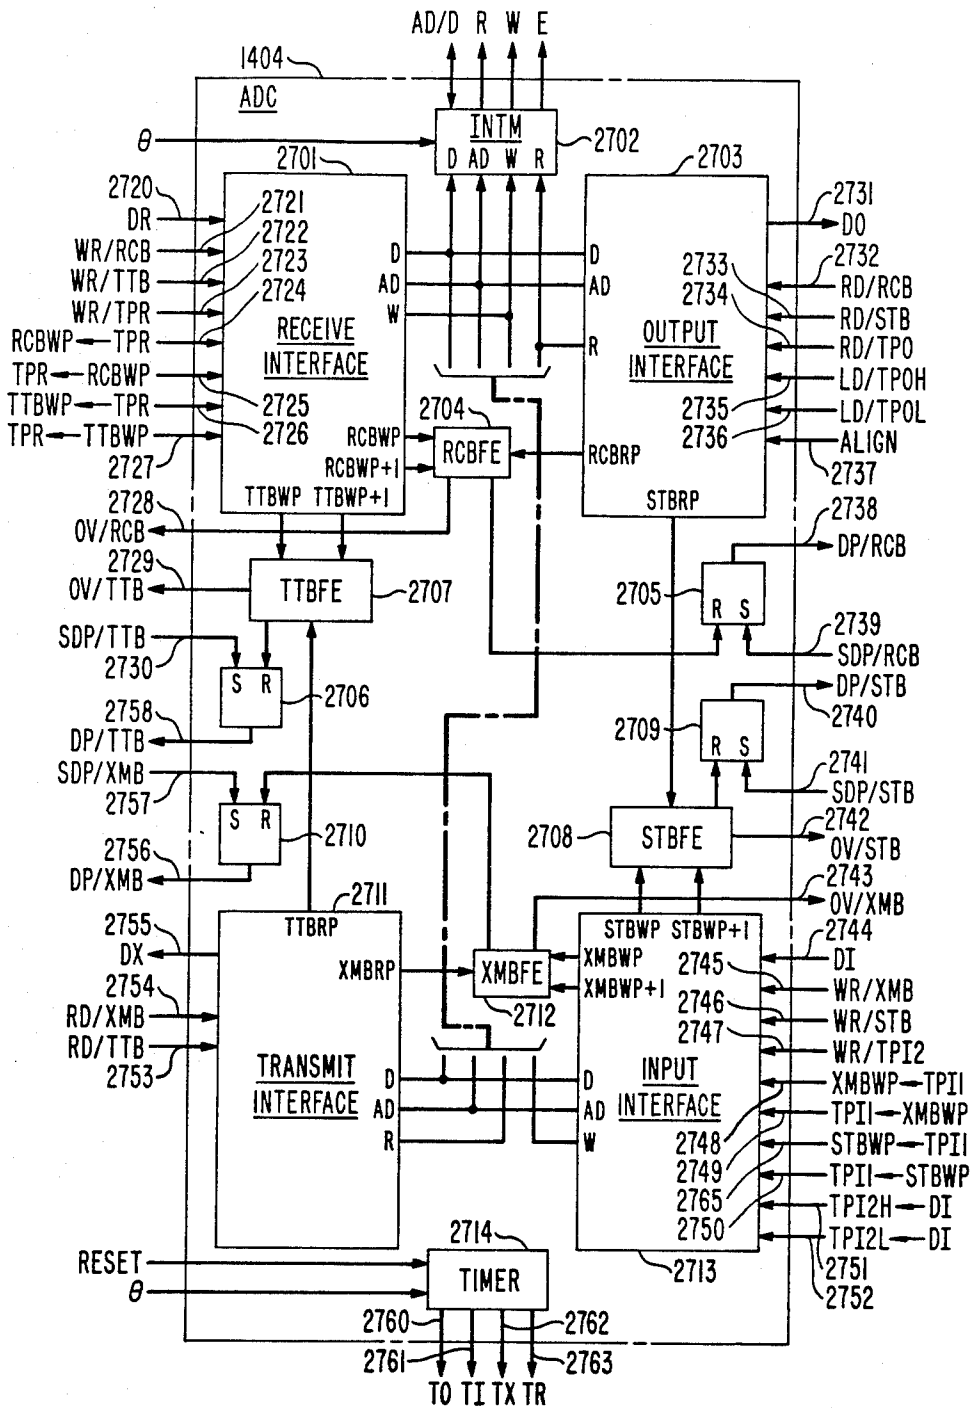 AD/D R W E
1404
ADC
INTM
D AD W R
2702
θ
2701
2703
2720
DR
2721
WR/RCB
2722
WR/TTB
2723
WR/TPR
2724
RCBWP←TPR
TPR←RCBWP
2725
TTBWP←TPR
2726
TPR←TTBWP
2727
RECEIVE
INTERFACE
D
AD
W
RCBWP
RCBWP+1
TTBWP TTBWP+1
2704
RCBFE
D
AD
R
OUTPUT
INTERFACE
RCBRP
STBRP
2731
DO
2732
RD/RCB
2733
RD/STB
2734
RD/TPO
LD/TPOH
2735
LD/TPOL
2736
ALIGN
2737
2728
OV/RCB
2729
OV/TTB
TTBFE
2707
SDP/TTB
2730
S R
2706
2758
DP/TTB
SDP/XMB
2757
S R
2710
2756
DP/XMB
2738
DP/RCB
2705
R S
2739
SDP/RCB
DP/STB
2740
2709
R S
2741
SDP/STB
2708
STBFE
2742
OV/STB
2743
OV/XMB
2711
TTBRP
2755
DX
XMBRP
2754
RD/XMB
RD/TTB
2753
TRANSMIT
INTERFACE
D
AD
R
XMBFE
2712
STBWP STBWP+1
XMBWP
XMBWP+1
INPUT
INTERFACE
D
AD
W
2744
DI
2745
WR/XMB
2746
WR/STB
2747
WR/TPI2
XMBWP←TPI1
2748
TPI1←XMBWP
2749
STBWP←TPI1
2765
TPI1←STBWP
2750
TPI2H←DI
2751
TPI2L←DI
2752
2713
RESET
θ
2714
TIMER
2760
2761
2762
2763
TO TI TX TR